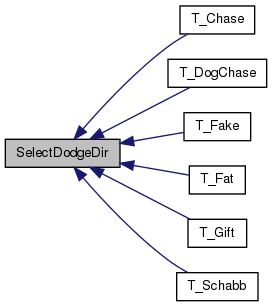 T_Chase
T_DogChase
T_Fake
SelectDodgeDir
T_Fat
T_Gift
T_Schabb